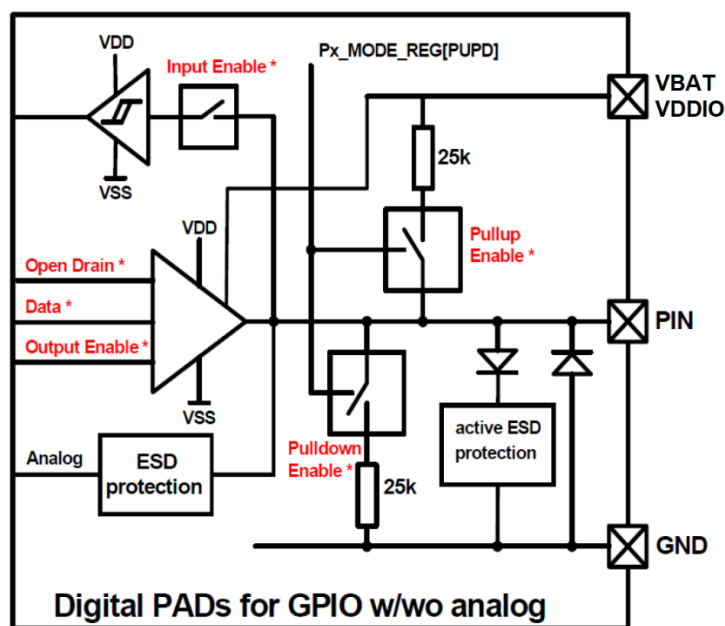 VDD
Input Enable *
Px_MODE_REG[PUPD]
VBAT
VDDIO
25k
VSS
VDD
Pullup
Enable *
Open Drain *
Data *
PIN
Output Enable *
VSS
Analog
ESD
protection
Pulldown
Enable *
active ESD
protection
25k
GND
Digital PADs for GPIO w/wo analog